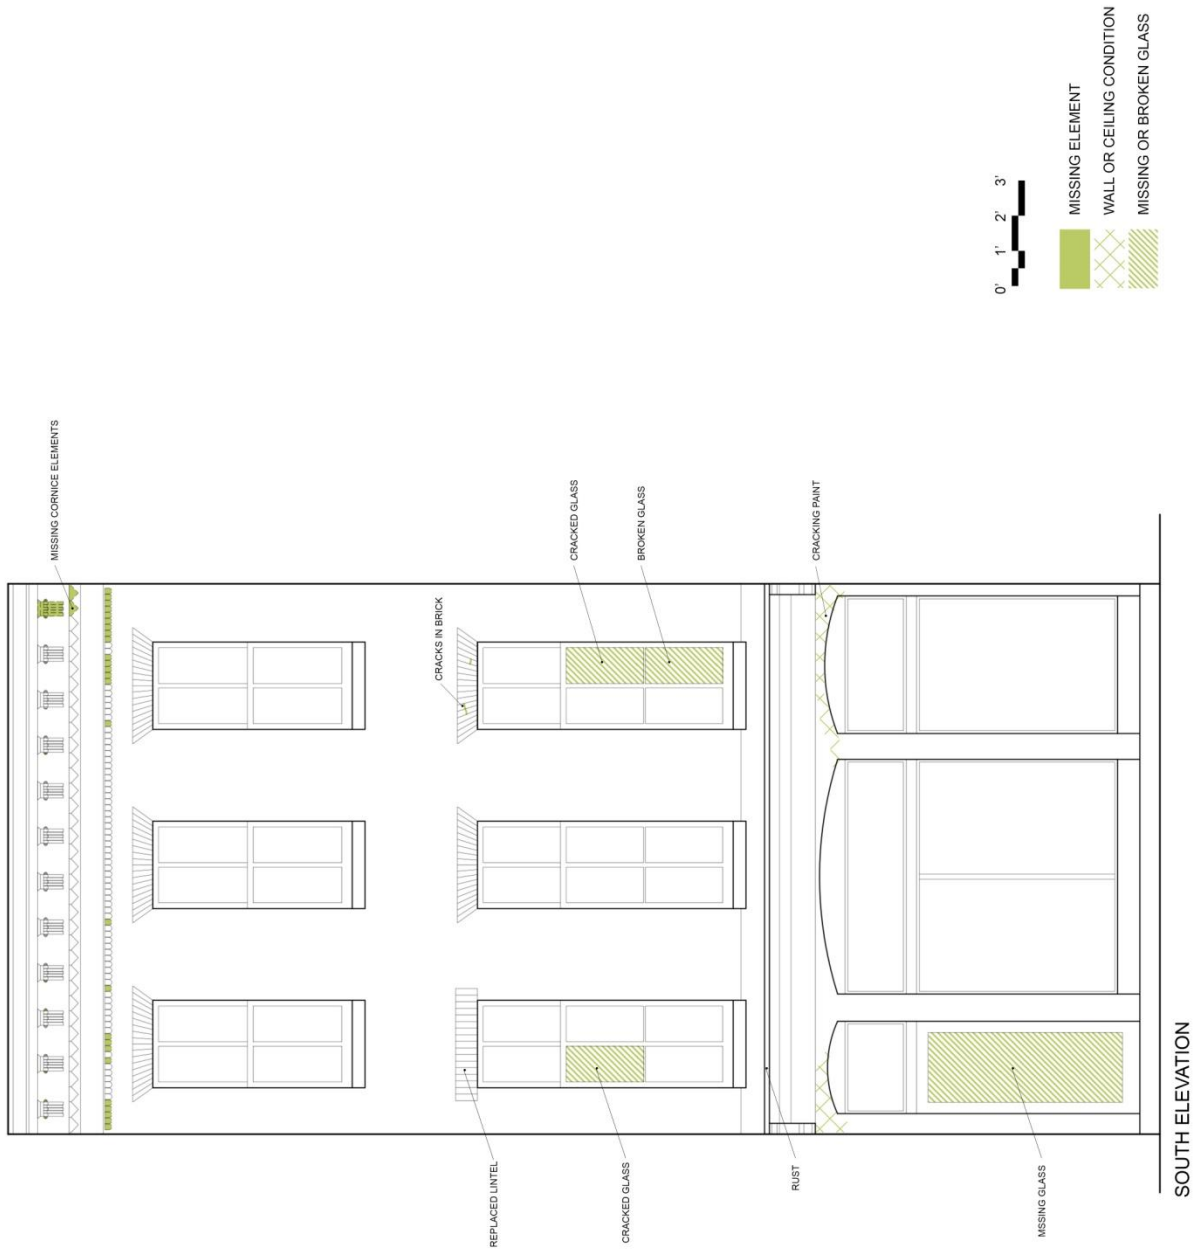 MISSING CORNICE ELEMENTS
CRACKS IN BRICK
CRACKED GLASS
BROKEN GLASS
CRACKING PAINT
REPLACED LINTEL
CRACKED GLASS
RUST
MSSING GLASS
SOUTH ELEVATION
0' 1' 2' 3'
MISSING ELEMENT
WALL OR CEILING CONDITION
MISSING OR BROKEN GLASS